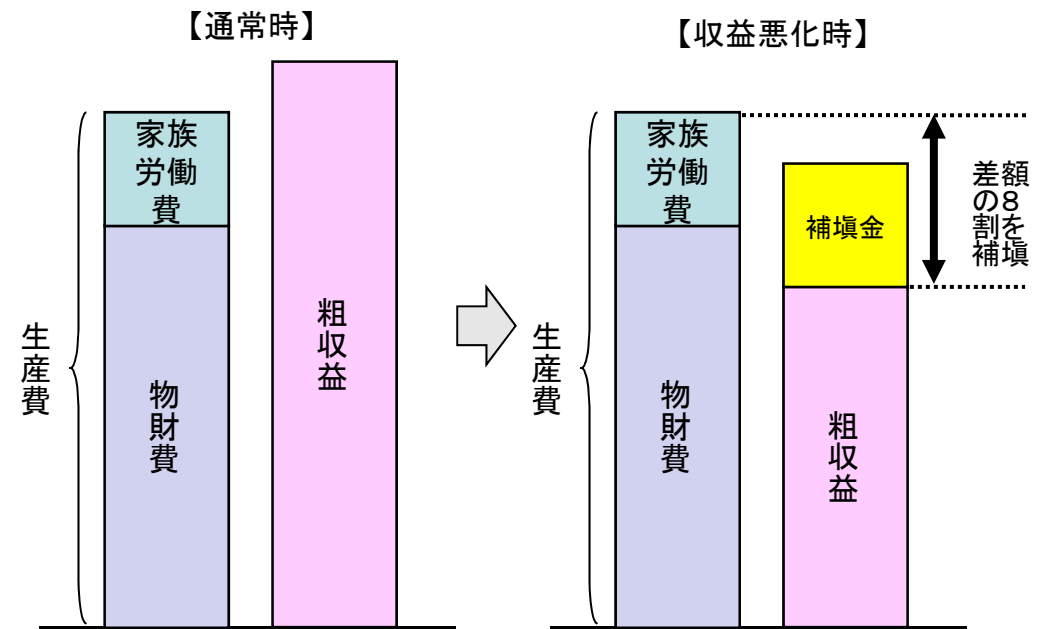 【通常時】
家族
労働
費
物財費
生産費
粗収益
【収益悪化時】
家族
労働
費
物財費
生産費
補塡金
粗収益
差額
の8
割を
補塡